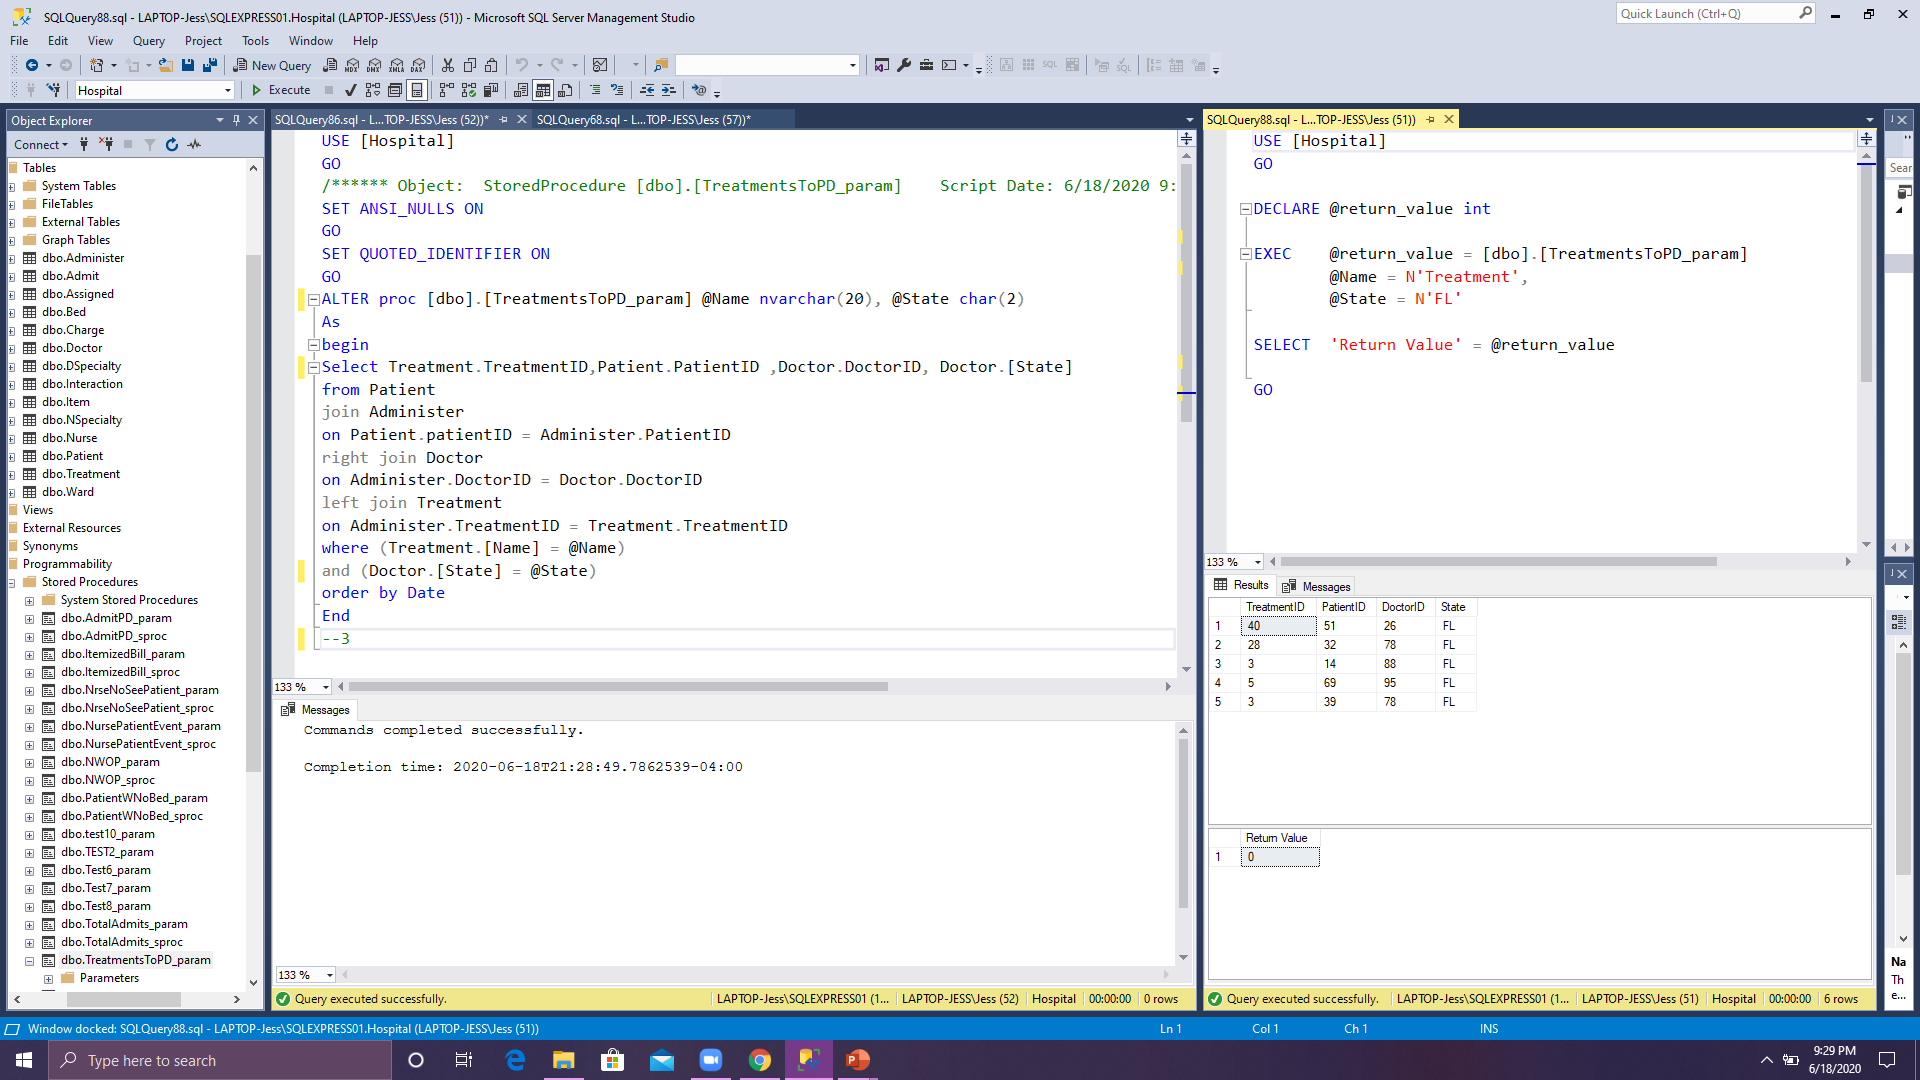 SQLQuery88.sql - LAPTOP-Jess\SQLEXPRESS01.Hospital (LAPTOP-JESS\Jess (51)) - Microsoft SQL Server Management Studio
Quick Launch (Ctrl+Q)
File Edit View Query Project Tools Window Help
New Query MDX DMX XMLA DAX
Hospital
Execute
Object Explorer
Connect
Tables
System Tables
FileTables
External Tables
Graph Tables
dbo.Administer
dbo.Admit
dbo.Assigned
dbo.Bed
dbo.Charge
dbo.Doctor
dbo.DSpecialty
dbo.Interaction
dbo.Item
dbo.NSpecialty
dbo.Nurse
dbo.Patient
dbo.Treatment
dbo.Ward
Views
External Resources
Synonyms
Programmability
Stored Procedures
System Stored Procedures
dbo.AdmitPD_param
dbo.AdmitPD_sproc
dbo.ItemizedBill_param
dbo.ItemizedBill_sproc
dbo.NrseNoSeePatient_param
dbo.NrseNoSeePatient_sproc
dbo.NursePatientEvent_param
dbo.NursePatientEvent_sproc
dbo.NWOP_param
dbo.NWOP_sproc
dbo.PatientWNoBed_param
dbo.PatientWNoBed_sproc
dbo.test10_param
dbo.TEST2_param
dbo.Test6_param
dbo.Test7_param
dbo.Test8_param
dbo.TotalAdmits_param
dbo.TotalAdmits_sproc
dbo.TreatmentsToPD_param
Parameters
SQLQuery86.sql - L...TOP-JESS\Jess (52))* SQLQuery68.sql - L...TOP-JESS\Jess (57))*
USE [Hospital]
GO
/****** Object:  StoredProcedure [dbo].[TreatmentsToPD_param]    Script Date: 6/18/2020 9:
SET ANSI_NULLS ON
GO
SET QUOTED_IDENTIFIER ON
GO
ALTER proc [dbo].[TreatmentsToPD_param] @Name nvarchar(20), @State char(2)
As
begin
Select Treatment.TreatmentID,Patient.PatientID ,Doctor.DoctorID, Doctor.[State]
from Patient
join Administer
on Patient.patientID = Administer.PatientID
right join Doctor
on Administer.DoctorID = Doctor.DoctorID
left join Treatment
on Administer.TreatmentID = Treatment.TreatmentID
where (Treatment.[Name] = @Name)
and (Doctor.[State] = @State)
order by Date
End
--3
133 %
Messages
Commands completed successfully.
Completion time: 2020-06-18T21:28:49.7862539-04:00
133 %
Query executed successfully. LAPTOP-Jess\SQLEXPRESS01 (1... LAPTOP-JESS\Jess (52) Hospital 00:00:00 0 rows
SQLQuery88.sql - L...TOP-JESS\Jess (51))
USE [Hospital]
GO
DECLARE @return_value int
EXEC    @return_value = [dbo].[TreatmentsToPD_param]
@Name = N'Treatment',
@State = N'FL'
SELECT  'Return Value' = @return_value
GO
133 %
Results Messages
TreatmentID PatientID DoctorID State
1 40 51 26 FL
2 28 32 78 FL
3 3 14 88 FL
4 5 69 95 FL
5 3 39 78 FL
Return Value
1 0
Query executed successfully. LAPTOP-Jess\SQLEXPRESS01 (1... LAPTOP-JESS\Jess (51) Hospital 00:00:00 6 rows
Sear
Na
Th
e...
Window docked: SQLQuery88.sql - LAPTOP-Jess\SQLEXPRESS01.Hospital (LAPTOP-JESS\Jess (51)) Ln 1 Col 1 Ch 1 INS
Type here to search
9:29 PM
6/18/2020